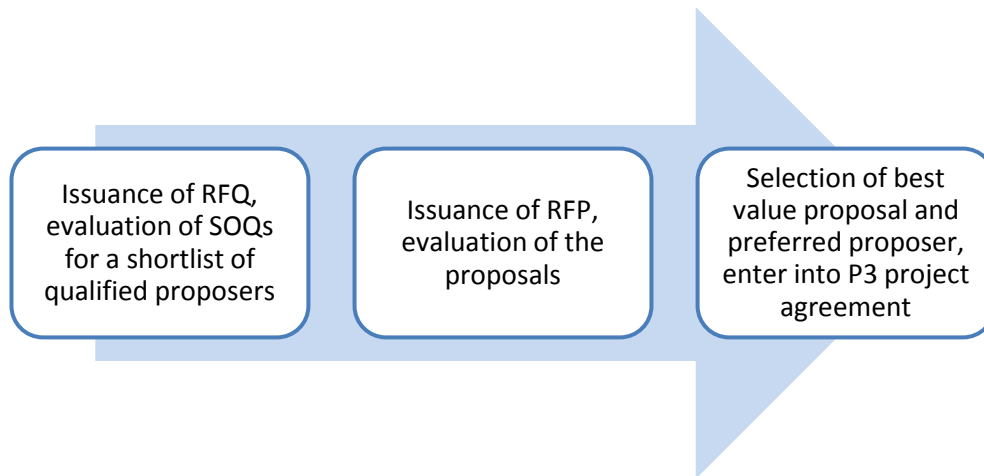 Issuance of RFQ,
evaluation of SOQs
for a shortlist of
qualified proposers
Issuance of RFP,
evaluation of the
proposals
Selection of best
value proposal and
preferred proposer,
enter into P3 project
agreement